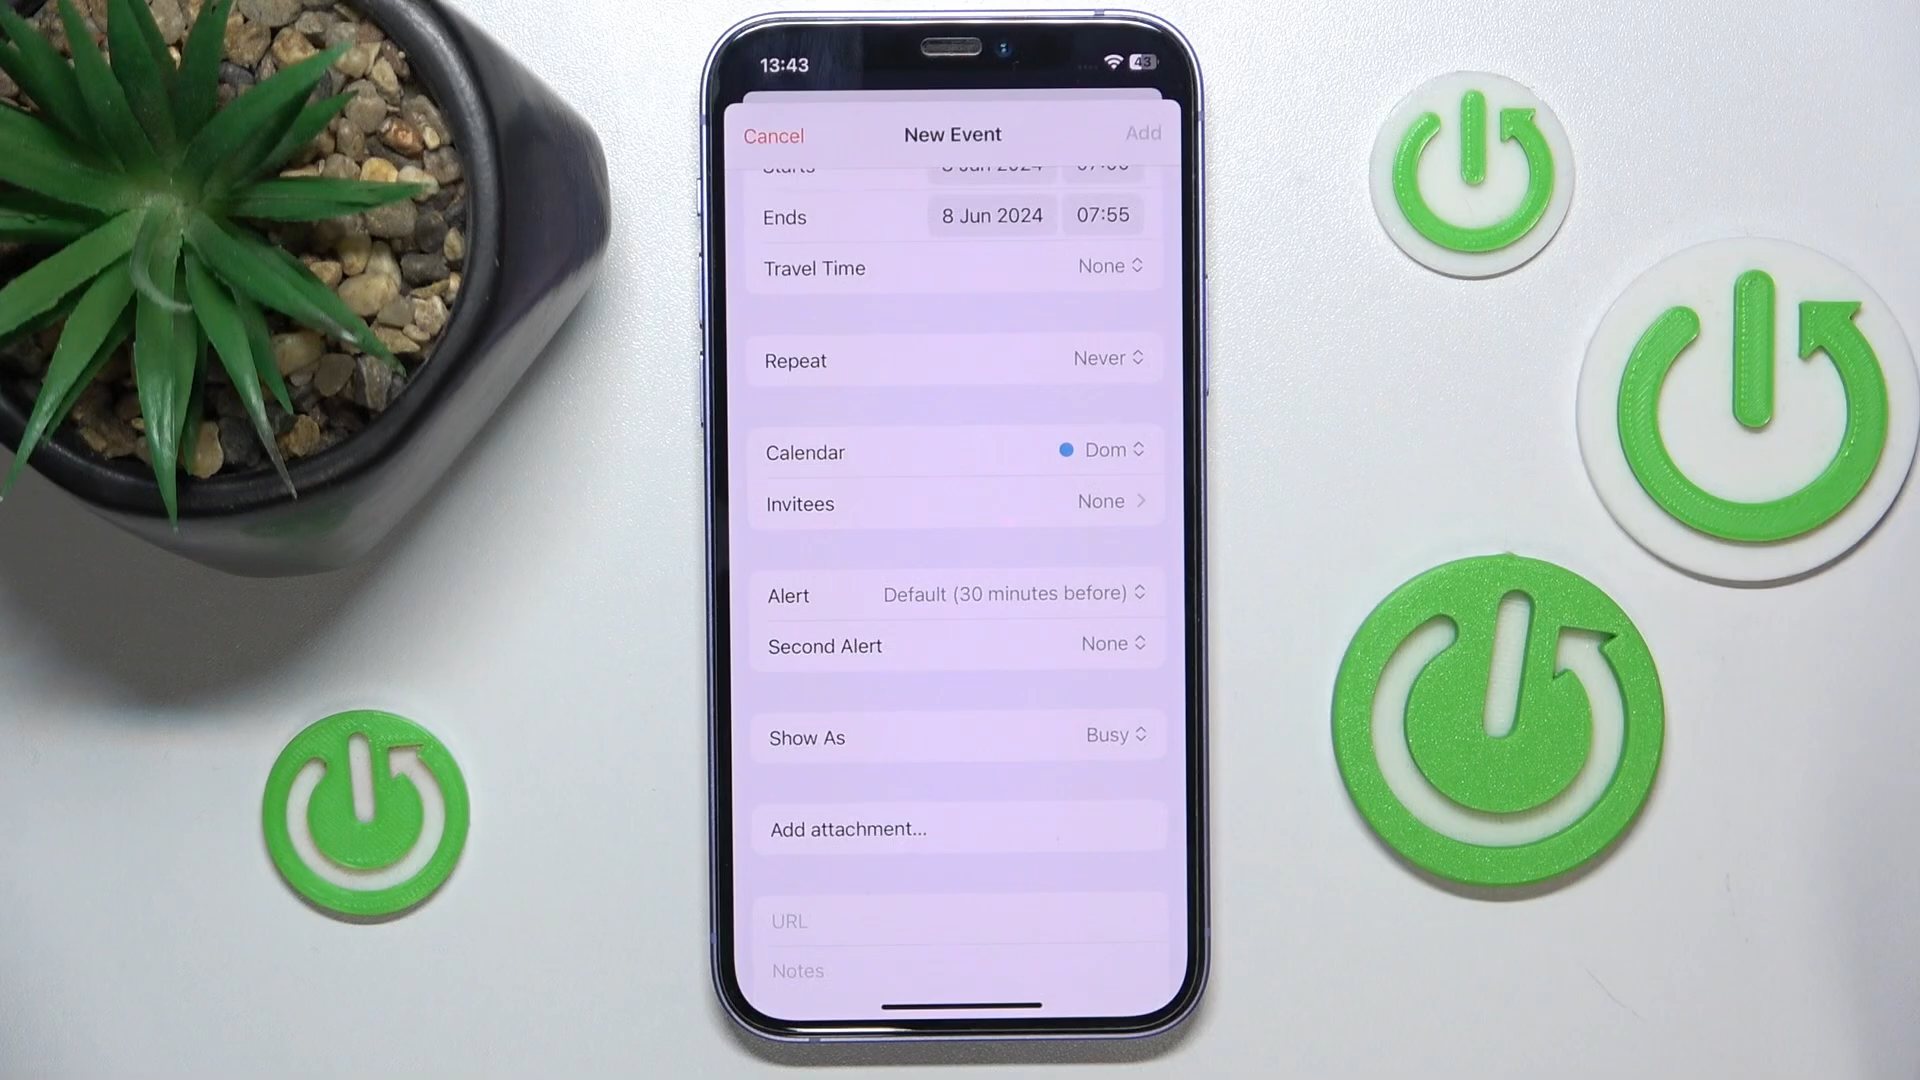 13:43
43
Cancel New Event Add
Starts
Ends 8 Jun 2024 07:55
Travel Time None
Repeat Never
Calendar Dom
Invitees None
Alert Default (30 minutes before)
Second Alert None
Show As Busy
Add attachment...
URL
Notes